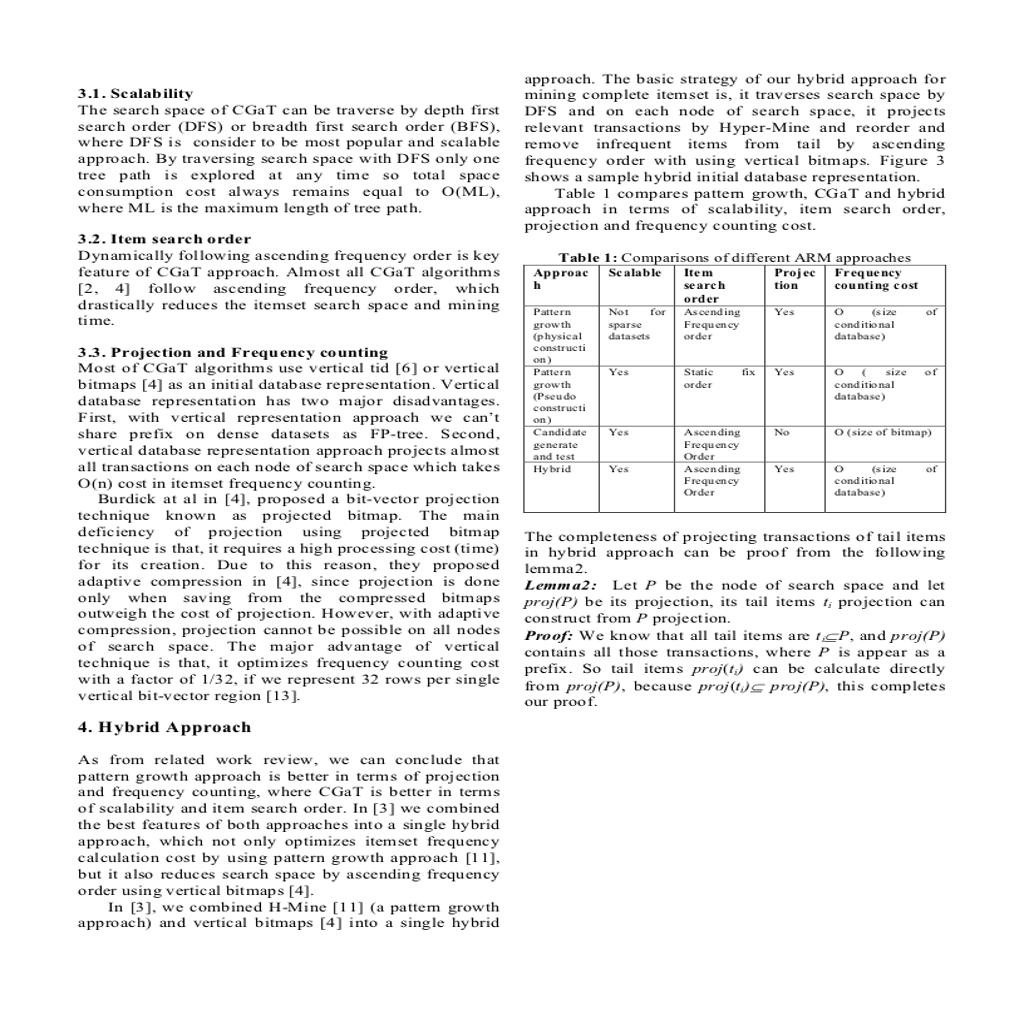 3.1. Scalability
The search space of CGaT can be traverse by depth first
search order (DFS) or breadth first search order (BFS),
where DFS is consider to be most popular and scalable
approach. By traversing search space with DFS only one
tree path is explored at any time so total space
consumption cost always remains equal to O(ML),
where ML is the maximum length of tree path.
3.2. Item search order
Dynamically following ascending frequency order is key
feature of CGaT approach. Almost all CGaT algorithms
[2, 4] follow ascending frequency order, which
drastically reduces the itemset search space and mining
time.
3.3. Projection and Frequency counting
Most of CGaT algorithms use vertical tid [6] or vertical
bitmaps [4] as an initial database representation. Vertical
database representation has two major disadvantages.
First, with vertical representation approach we can't
share prefix on dense datasets as FP-tree. Second,
vertical database representation approach projects almost
all transactions on each node of search space which takes
O(n) cost in itemset frequency counting.
Burdick at al in [4], proposed a bit-vector projection
technique known as projected bitmap. The main
deficiency of projection using projected bitmap
technique is that, it requires a high processing cost (time)
for its creation. Due to this reason, they proposed
adaptive compression in [4], since projection is done
only when saving from the compressed bitmaps
outweigh the cost of projection. However, with adaptive
compression, projection cannot be possible on all nodes
of search space. The major advantage of vertical
technique is that, it optimizes frequency counting cost
with a factor of 1/32, if we represent 32 rows per single
vertical bit-vector region [13].
4. Hybrid Approach
As from related work review, we can conclude that
pattern growth approach is better in terms of projection
and frequency counting, where CGaT is better in terms
of scalability and item search order. In [3] we combined
the best features of both approaches into a single hybrid
approach, which not only optimizes itemset frequency
calculation cost by using pattern growth approach [11],
but it also reduces search space by ascending frequency
order using vertical bitmaps [4].
In [3], we combined H-Mine [11] (a pattern growth
approach) and vertical bitmaps [4] into a single hybrid
approach. The basic strategy of our hybrid approach for
mining complete itemset is, it traverses search space by
DFS and on each node of search space, it projects
relevant transactions by Hyper-Mine and reorder and
remove infrequent items from tail by ascending
frequency order with using vertical bitmaps. Figure 3
shows a sample hybrid initial database representation.
Table 1 compares pattern growth, CGaT and hybrid
approach in terms of scalability, item search order,
projection and frequency counting cost.
Table 1: Comparisons of different ARM approaches
Approac Scalable Item Projec Frequency
h search tion counting cost
order
Pattern Not for Ascending Yes O (size of
growth sparse Frequency conditional
(physical datasets order database)
constructi
on)
Pattern Yes Static fix Yes O ( size of
growth order conditional
(Pseudo database)
constructi
on)
Candidate Yes Ascending No O (size of bitmap)
generate Frequency
and test Order
Hybrid Yes Ascending Yes O (size of
Frequency conditional
Order database)
The completeness of projecting transactions of tail items
in hybrid approach can be proof from the following
lemma2.
Lemma2: Let P be the node of search space and let
proj(P) be its projection, its tail items ti projection can
construct from P projection.
Proof: We know that all tail items are ti⊆P, and proj(P)
contains all those transactions, where P is appear as a
prefix. So tail items proj(ti) can be calculate directly
from proj(P), because proj(ti)⊆ proj(P), this completes
our proof.